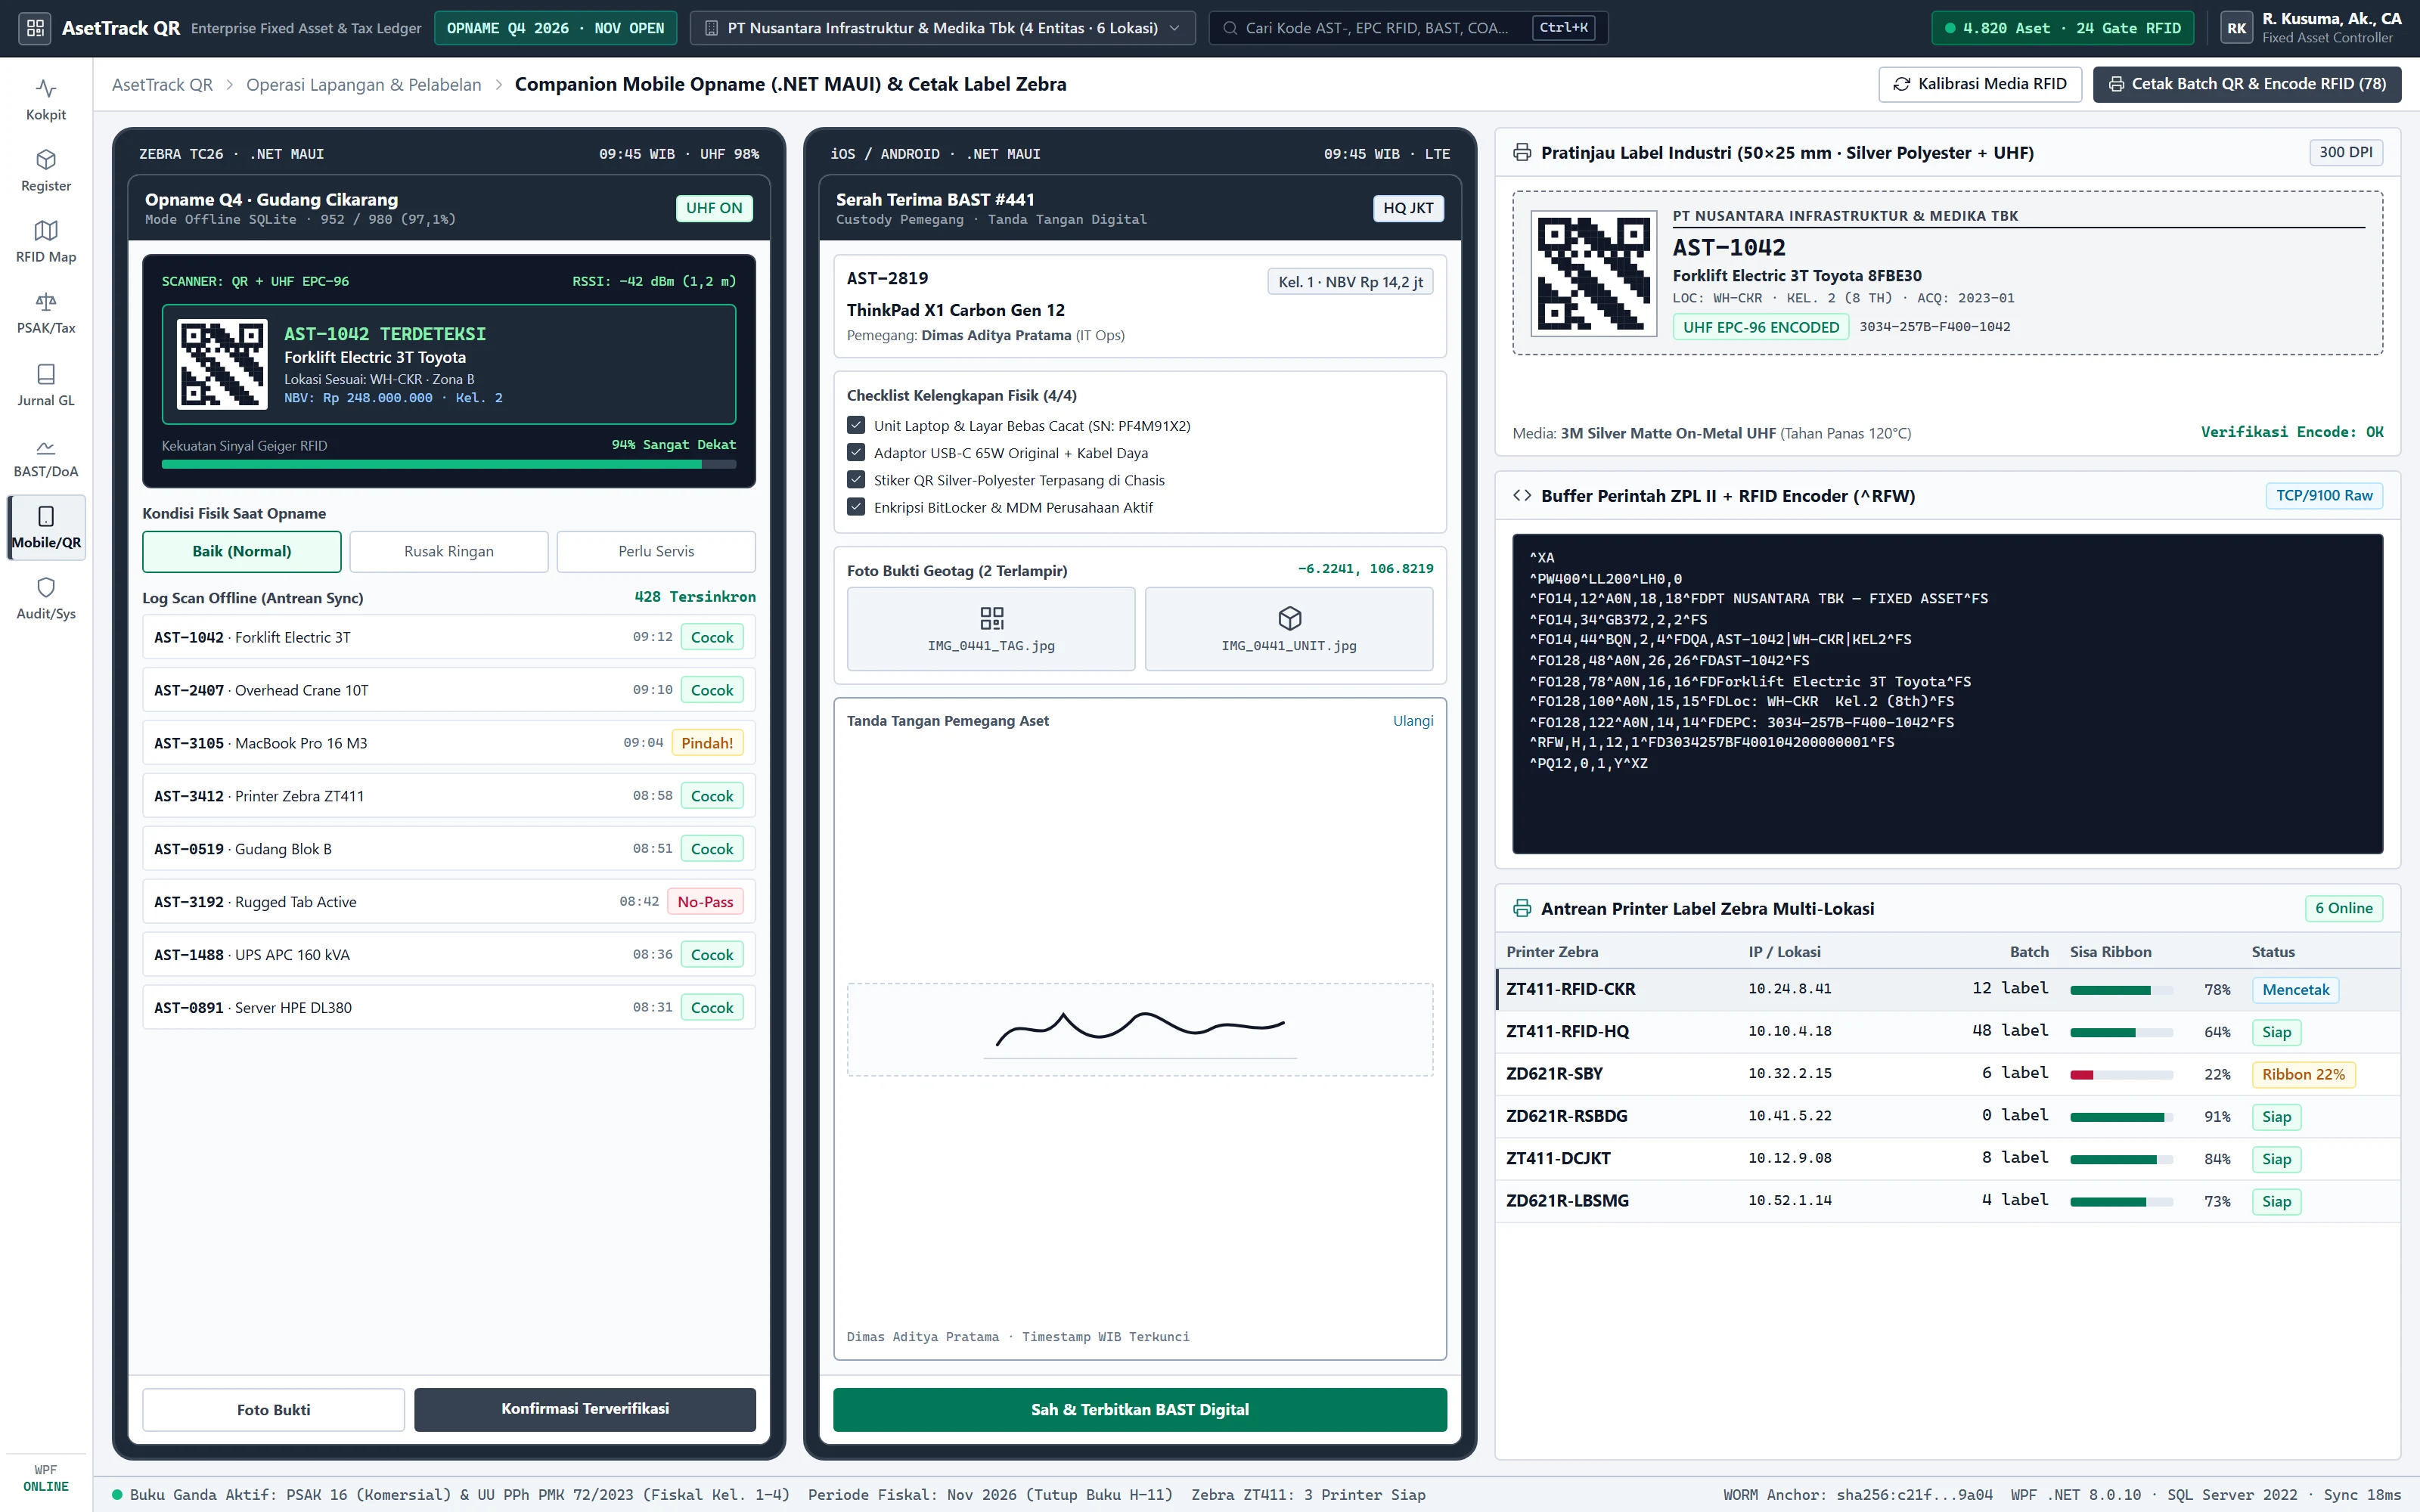 AsetTrack QR Enterprise Fixed Asset & Tax Ledger OPNAME Q4 2026 · NOV OPEN PT Nusantara Infrastruktur & Medika Tbk (4 Entitas · 6 Lokasi) Cari Kode AST-, EPC RFID, BAST, COA... Ctrl+K 4.820 Aset · 24 Gate RFID RK R. Kusuma, Ak., CA
Fixed Asset Controller
Kokpit
Register
RFID Map
PSAK/Tax
Jurnal GL
BAST/DoA
Mobile/QR
Audit/Sys
WPF
ONLINE
AsetTrack QR > Operasi Lapangan & Pelabelan > Companion Mobile Opname (.NET MAUI) & Cetak Label Zebra
Kalibrasi Media RFID
Cetak Batch QR & Encode RFID (78)
ZEBRA TC26 · .NET MAUI 09:45 WIB · UHF 98%
Opname Q4 · Gudang Cikarang
Mode Offline SQLite · 952 / 980 (97,1%)
UHF ON
SCANNER: QR + UHF EPC-96 RSSI: -42 dBm (1,2 m)
AST-1042 TERDETEKSI
Forklift Electric 3T Toyota
Lokasi Sesuai: WH-CKR · Zona B
NBV: Rp 248.000.000 · Kel. 2
Kekuatan Sinyal Geiger RFID 94% Sangat Dekat
Kondisi Fisik Saat Opname
Baik (Normal) Rusak Ringan Perlu Servis
Log Scan Offline (Antrean Sync) 428 Tersinkron
AST-1042 · Forklift Electric 3T 09:12 Cocok
AST-2407 · Overhead Crane 10T 09:10 Cocok
AST-3105 · MacBook Pro 16 M3 09:04 Pindah!
AST-3412 · Printer Zebra ZT411 08:58 Cocok
AST-0519 · Gudang Blok B 08:51 Cocok
AST-3192 · Rugged Tab Active 08:42 No-Pass
AST-1488 · UPS APC 160 kVA 08:36 Cocok
AST-0891 · Server HPE DL380 08:31 Cocok
Foto Bukti Konfirmasi Terverifikasi
iOS / ANDROID · .NET MAUI 09:45 WIB · LTE
Serah Terima BAST #441
Custody Pemegang · Tanda Tangan Digital
HQ JKT
AST-2819 Kel. 1 · NBV Rp 14,2 jt
ThinkPad X1 Carbon Gen 12
Pemegang: Dimas Aditya Pratama (IT Ops)
Checklist Kelengkapan Fisik (4/4)
Unit Laptop & Layar Bebas Cacat (SN: PF4M91X2)
Adaptor USB-C 65W Original + Kabel Daya
Stiker QR Silver-Polyester Terpasang di Chasis
Enkripsi BitLocker & MDM Perusahaan Aktif
Foto Bukti Geotag (2 Terlampir) -6.2241, 106.8219
IMG_0441_TAG.jpg IMG_0441_UNIT.jpg
Tanda Tangan Pemegang Aset Ulangi
Dimas Aditya Pratama · Timestamp WIB Terkunci
Sah & Terbitkan BAST Digital
Pratinjau Label Industri (50×25 mm · Silver Polyester + UHF) 300 DPI
PT NUSANTARA INFRASTRUKTUR & MEDIKA TBK
AST-1042
Forklift Electric 3T Toyota 8FBE30
LOC: WH-CKR · KEL. 2 (8 TH) · ACQ: 2023-01
UHF EPC-96 ENCODED 3034-257B-F400-1042
Media: 3M Silver Matte On-Metal UHF (Tahan Panas 120°C) Verifikasi Encode: OK
Buffer Perintah ZPL II + RFID Encoder (^RFW) TCP/9100 Raw
^XA
^PW400^LL200^LH0,0
^FO14,12^A0N,18,18^FDPT NUSANTARA TBK — FIXED ASSET^FS
^FO14,34^GB372,2,2^FS
^FO14,44^BQN,2,4^FDQA,AST-1042|WH-CKR|KEL2^FS
^FO128,48^A0N,26,26^FDAST-1042^FS
^FO128,78^A0N,16,16^FDForklift Electric 3T Toyota^FS
^FO128,100^A0N,15,15^FDLoc: WH-CKR  Kel.2 (8th)^FS
^FO128,122^A0N,14,14^FDEPC: 3034-257B-F400-1042^FS
^RFW,H,1,12,1^FD3034257BF400104200000001^FS
^PQ12,0,1,Y^XZ
Antrean Printer Label Zebra Multi-Lokasi 6 Online
Printer Zebra IP / Lokasi Batch Sisa Ribbon Status
ZT411-RFID-CKR 10.24.8.41 12 label 78% Mencetak
ZT411-RFID-HQ 10.10.4.18 48 label 64% Siap
ZD621R-SBY 10.32.2.15 6 label 22% Ribbon 22%
ZD621R-RSBDG 10.41.5.22 0 label 91% Siap
ZT411-DCJKT 10.12.9.08 8 label 84% Siap
ZD621R-LBSMG 10.52.1.14 4 label 73% Siap
Buku Ganda Aktif: PSAK 16 (Komersial) & UU PPh PMK 72/2023 (Fiskal Kel. 1-4) Periode Fiskal: Nov 2026 (Tutup Buku H-11) Zebra ZT411: 3 Printer Siap WORM Anchor: sha256:c21f...9a04 WPF .NET 8.0.10 · SQL Server 2022 · Sync 18ms